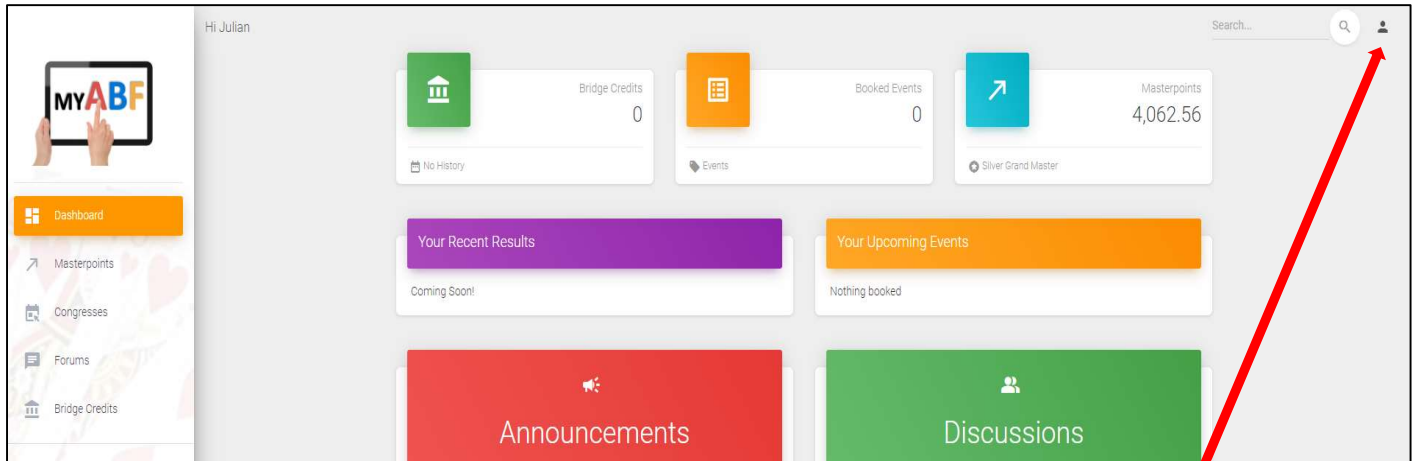 Hi Julian
Search...
MYABF
Bridge Credits
0
No History
Booked Events
0
Events
Masterpoints
4,062.56
Silver Grand Master
Dashboard
Masterpoints
Congresses
Forums
Bridge Credits
Your Recent Results
Coming Soon!
Your Upcoming Events
Nothing booked
Announcements
Discussions